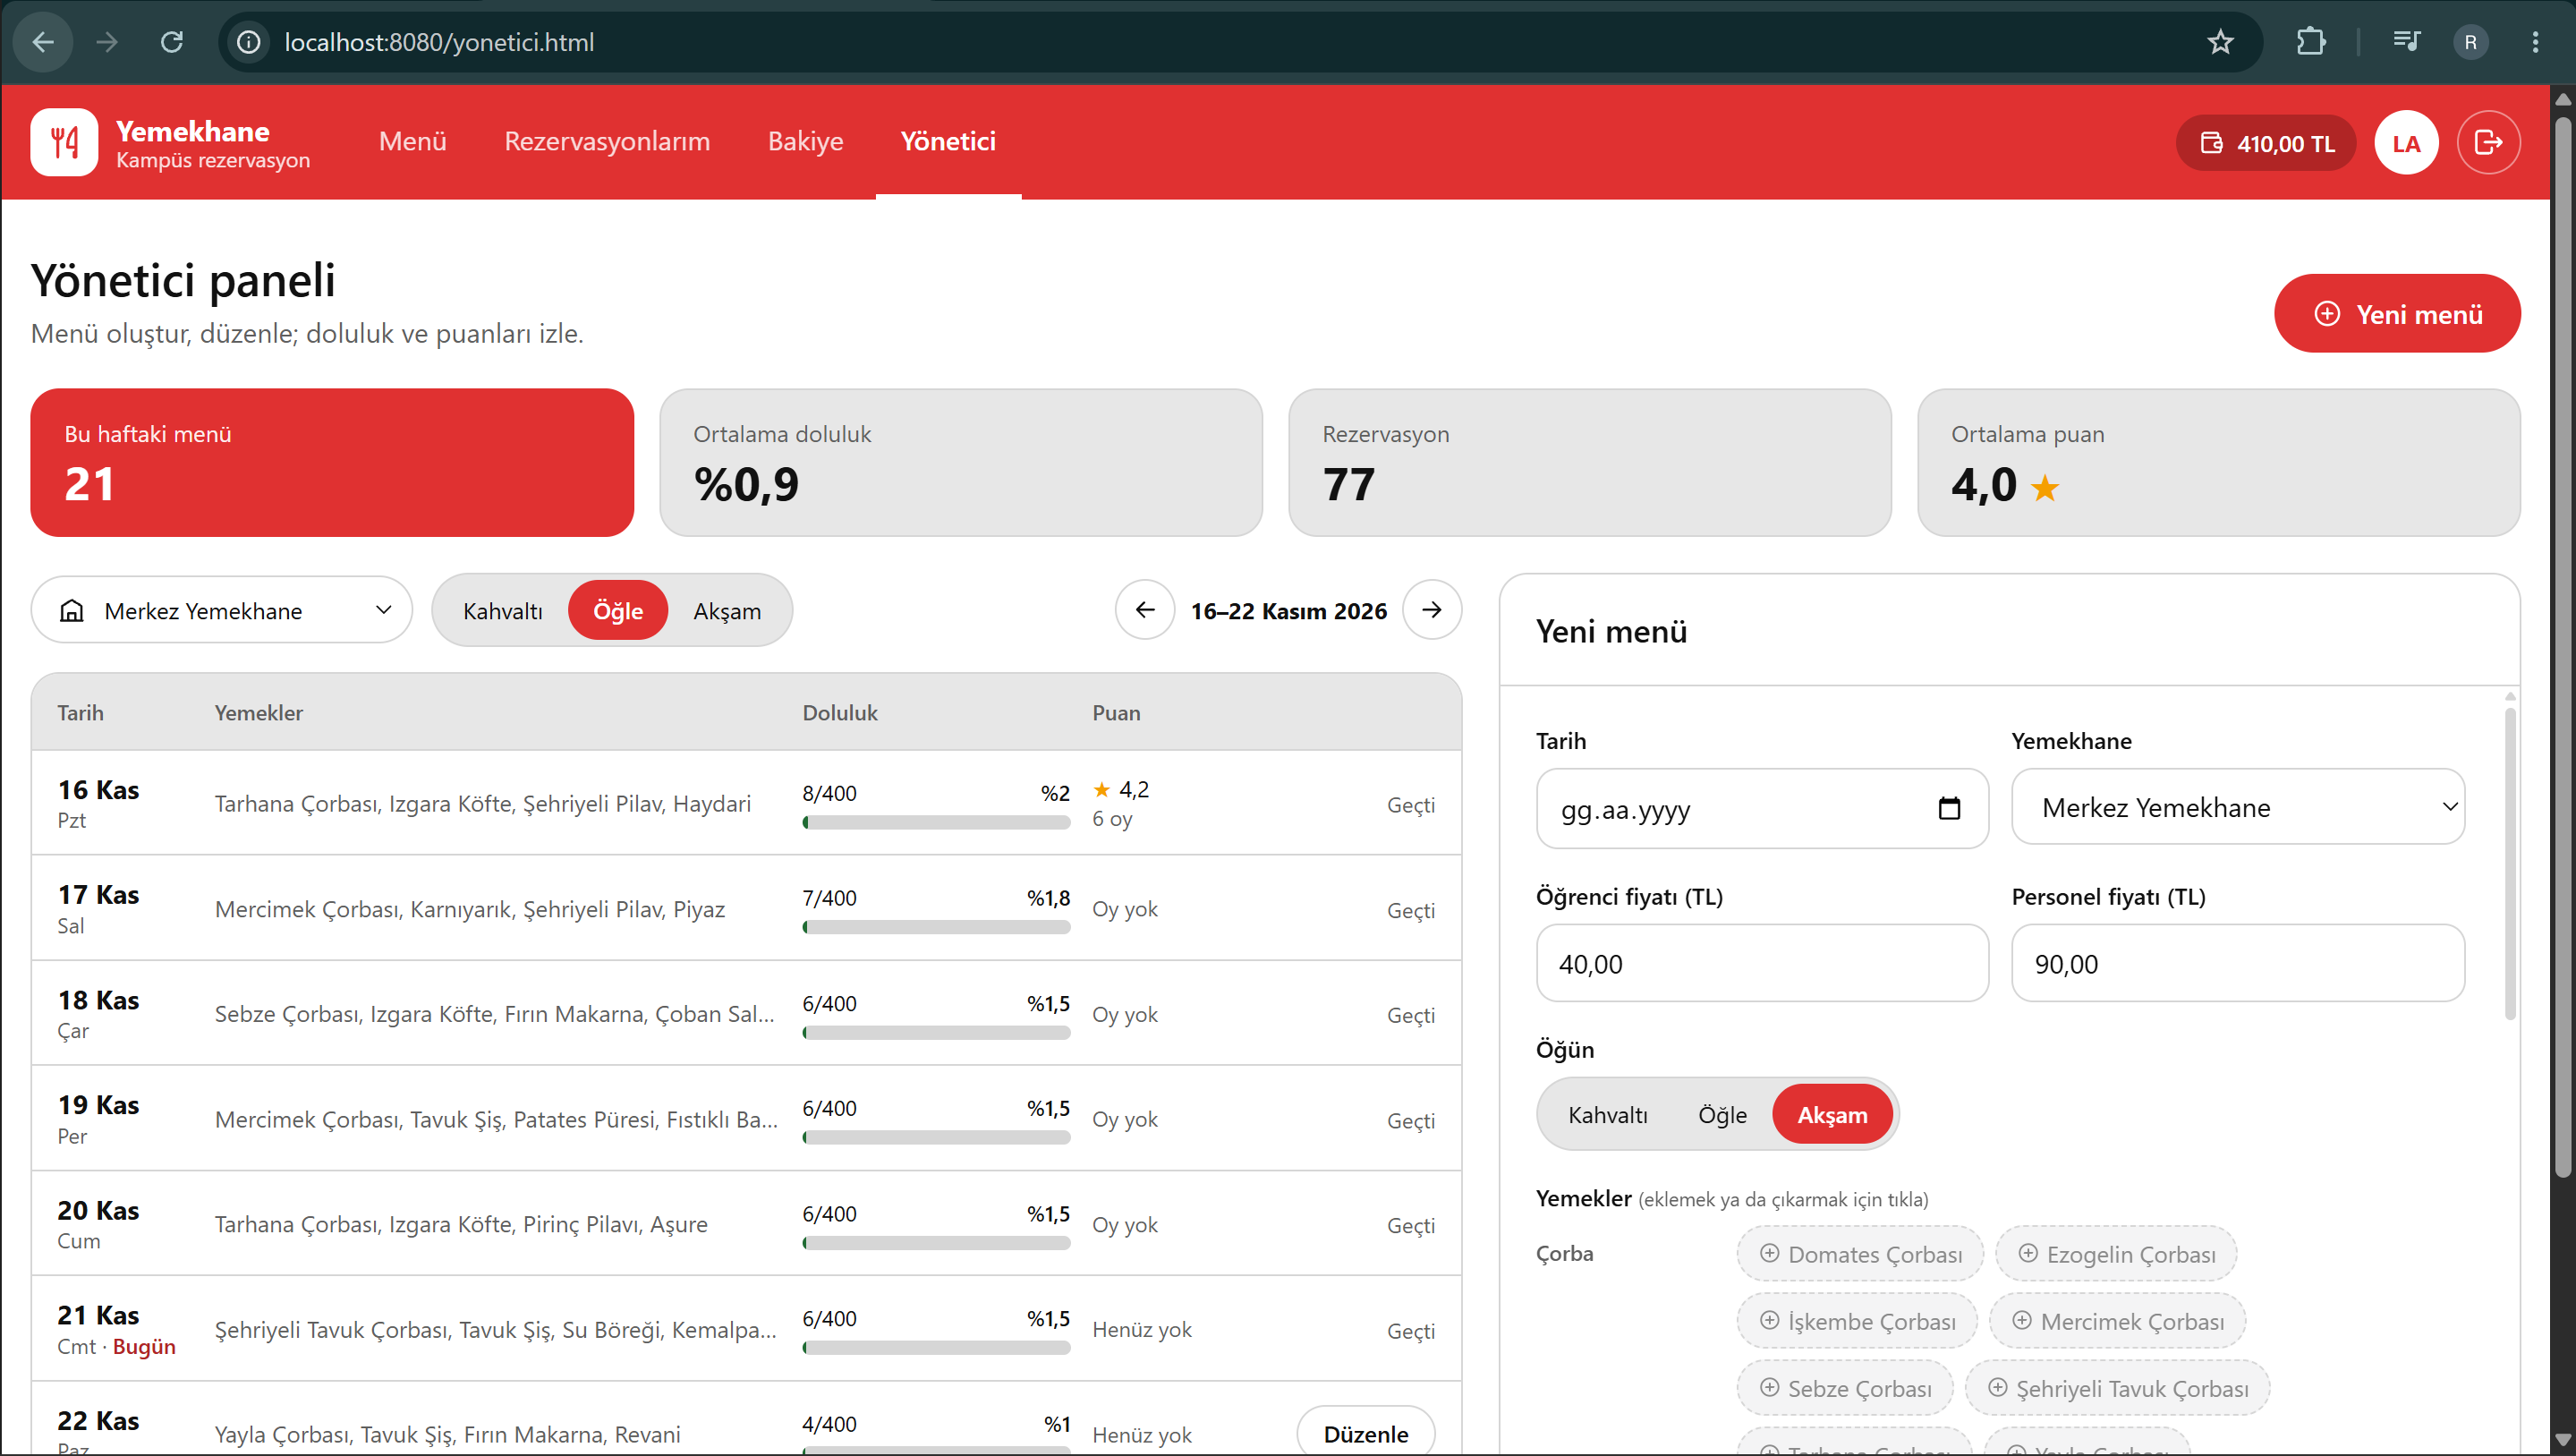 localhost:8080/yonetici.html
R
Yemekhane
Kampüs rezervasyon
Menü
Rezervasyonlarım
Bakiye
Yönetici
410,00 TL
LA
Yönetici paneli
Menü oluştur, düzenle; doluluk ve puanları izle.
Yeni menü
Bu haftaki menü
21
Ortalama doluluk
%0,9
Rezervasyon
77
Ortalama puan
4,0 ★
Merkez Yemekhane
Kahvaltı Öğle Akşam
16–22 Kasım 2026
Tarih Yemekler Doluluk Puan
16 Kas
Pzt
Tarhana Çorbası, Izgara Köfte, Şehriyeli Pilav, Haydari
8/400 %2
★ 4,2
6 oy
Geçti
17 Kas
Sal
Mercimek Çorbası, Karnıyarık, Şehriyeli Pilav, Piyaz
7/400 %1,8
Oy yok
Geçti
18 Kas
Çar
Sebze Çorbası, Izgara Köfte, Fırın Makarna, Çoban Sal...
6/400 %1,5
Oy yok
Geçti
19 Kas
Per
Mercimek Çorbası, Tavuk Şiş, Patates Püresi, Fıstıklı Ba...
6/400 %1,5
Oy yok
Geçti
20 Kas
Cum
Tarhana Çorbası, Izgara Köfte, Pirinç Pilavı, Aşure
6/400 %1,5
Oy yok
Geçti
21 Kas
Cmt · Bugün
Şehriyeli Tavuk Çorbası, Tavuk Şiş, Su Böreği, Kemalpa...
6/400 %1,5
Henüz yok
Geçti
22 Kas
Paz
Yayla Çorbası, Tavuk Şiş, Fırın Makarna, Revani
4/400 %1
Henüz yok
Düzenle
Yeni menü
Tarih
gg.aa.yyyy
Yemekhane
Merkez Yemekhane
Öğrenci fiyatı (TL)
40,00
Personel fiyatı (TL)
90,00
Öğün
Kahvaltı Öğle Akşam
Yemekler (eklemek ya da çıkarmak için tıkla)
Çorba
Domates Çorbası
Ezogelin Çorbası
İşkembe Çorbası
Mercimek Çorbası
Sebze Çorbası
Şehriyeli Tavuk Çorbası
Tarhana Çorbası
Yayla Çorbası